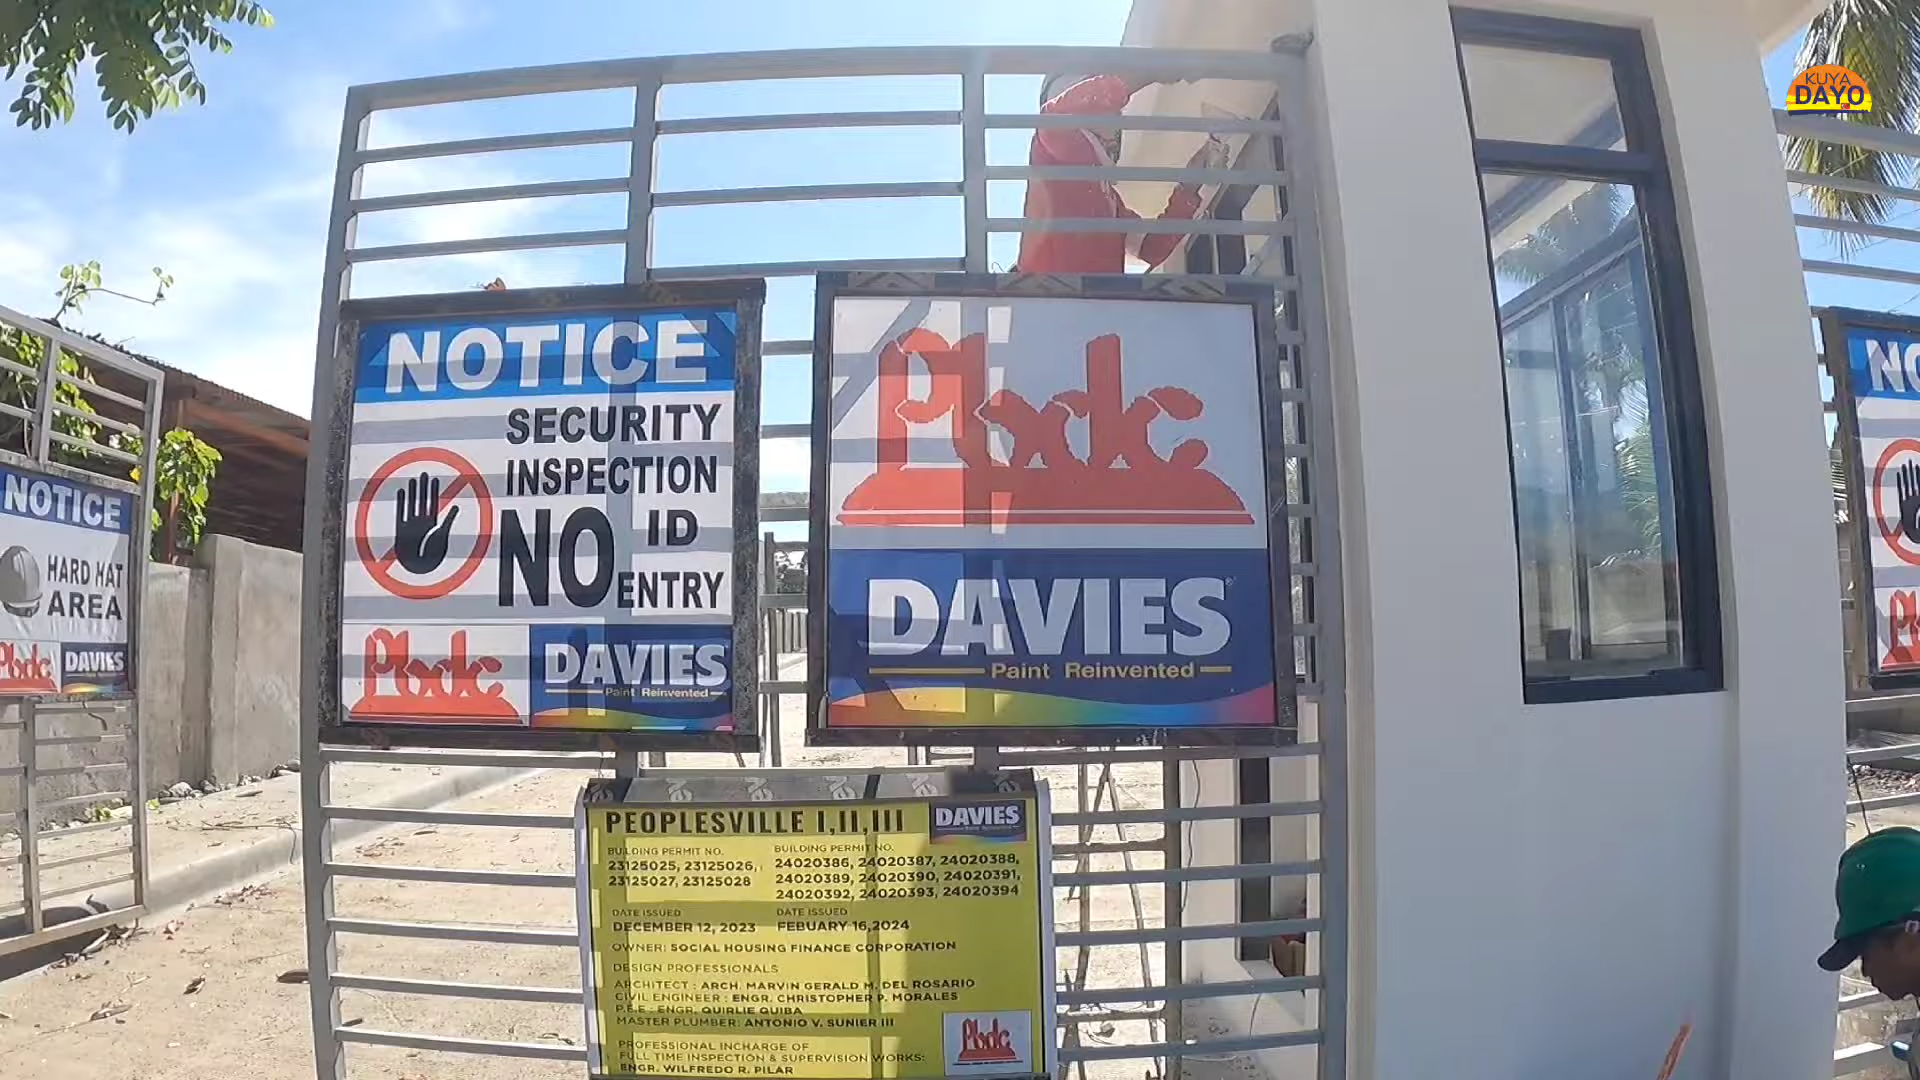 KUYA
DAYO
NOTICE
SECURITY
INSPECTION
NO ID
ENTRY
Pbdc
DAVIES
Paint Reinvented
Pbdc
DAVIES
Paint Reinvented
NOTICE
HARD HAT
AREA
Pbdc
DAVIES
NO
PEOPLESVILLE I,II,III
DAVIES
BUILDING PERMIT NO.
23125025, 23125026,
23125027, 23125028
BUILDING PERMIT NO.
24020386, 24020387, 24020388,
24020389, 24020390, 24020391,
24020392, 24020393, 24020394
DATE ISSUED
DECEMBER 12, 2023
DATE ISSUED
FEBUARY 16,2024
OWNER: SOCIAL HOUSING FINANCE CORPORATION
DESIGN PROFESSIONALS
ARCHITECT : ARCH. MARVIN GERALD M. DEL ROSARIO
CIVIL ENGINEER : ENGR. CHRISTOPHER P. MORALES
P.E.E : ENGR. QUIRLIE QUIBA
MASTER PLUMBER: ANTONIO V. SUNIER III
PROFESSIONAL INCHARGE OF
FULL TIME INSPECTION & SUPERVISION WORKS:
ENGR. WILFREDO R. PILAR
Pbdc